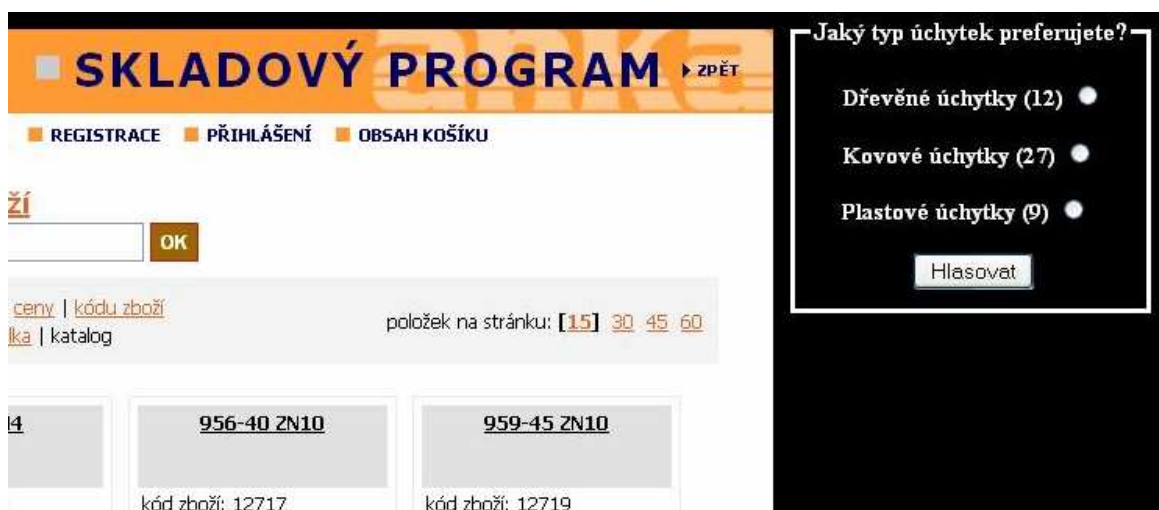 SKLADOVÝ PROGRAM
ZPĚT
REGISTRACE PŘIHLÁŠENÍ OBSAH KOŠÍKU
ží
OK
ceny | kódu zboží
lka | katalog
položek na stránku: [15] 30 45 60
956-40 ZN10
959-45 ZN10
kód zboží: 12717
kód zboží: 12719
Jaký typ úchytek preferujete?
Dřevěné úchytky (12)
Kovové úchytky (27)
Plastové úchytky (9)
Hlasovat